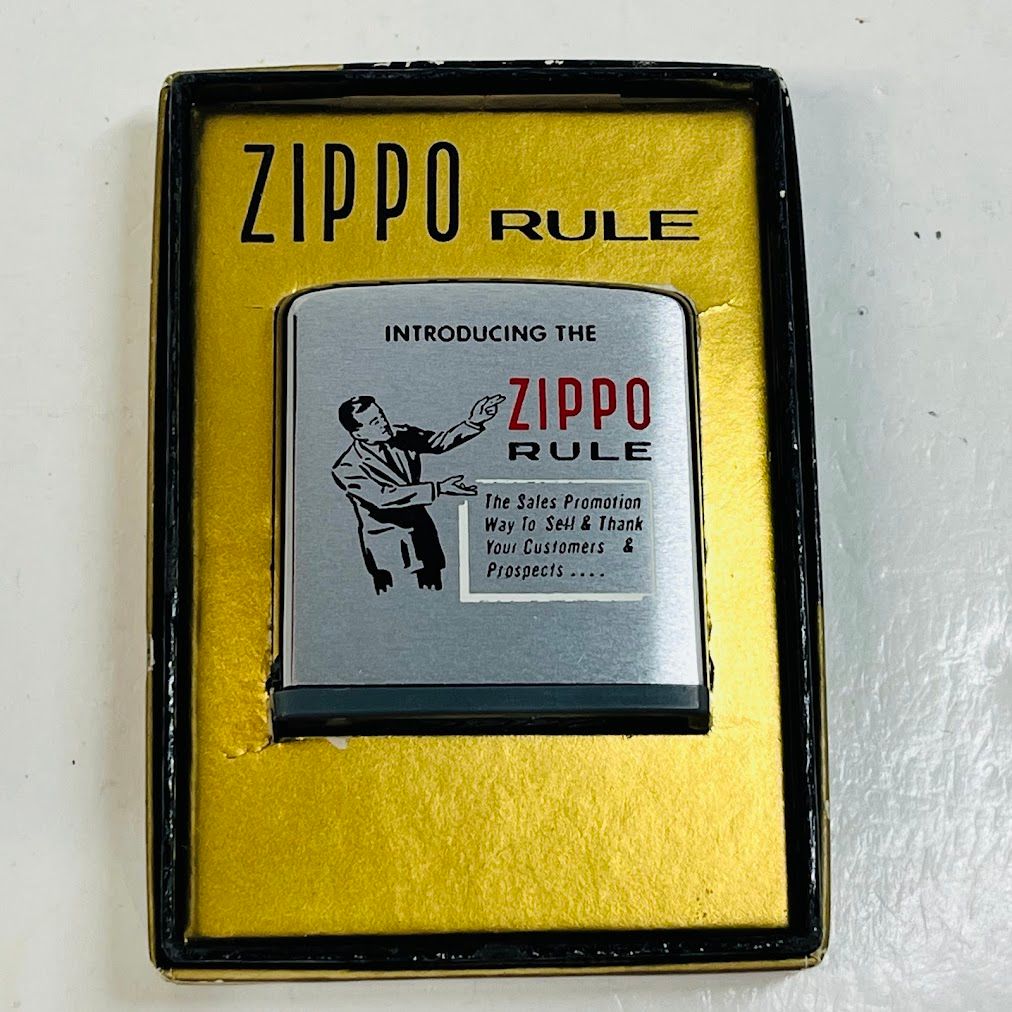 ZIPPO RULE
INTRODUCING THE
ZIPPO
RULE
The Sales Promotion
Way To Sell & Thank
Your Customers &
Prospects ....